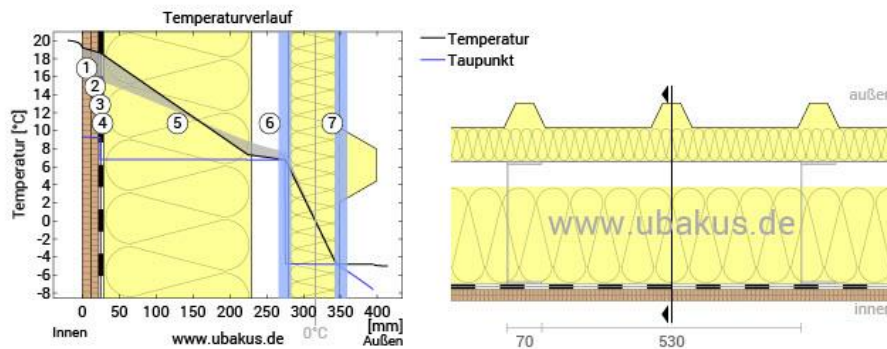 Temperaturverlauf
Temperatur
Taupunkt
Temperatur [°C]
20
18
16
14
12
10
8
6
4
2
0
-2
-4
-6
-8
1
2
3
4
5
6
7
0
50
100
150
200
250
300
350
400
[mm]
Innen
www.ubakus.de
0°C
Außen
außen
www.ubakus.de
innen
70
530